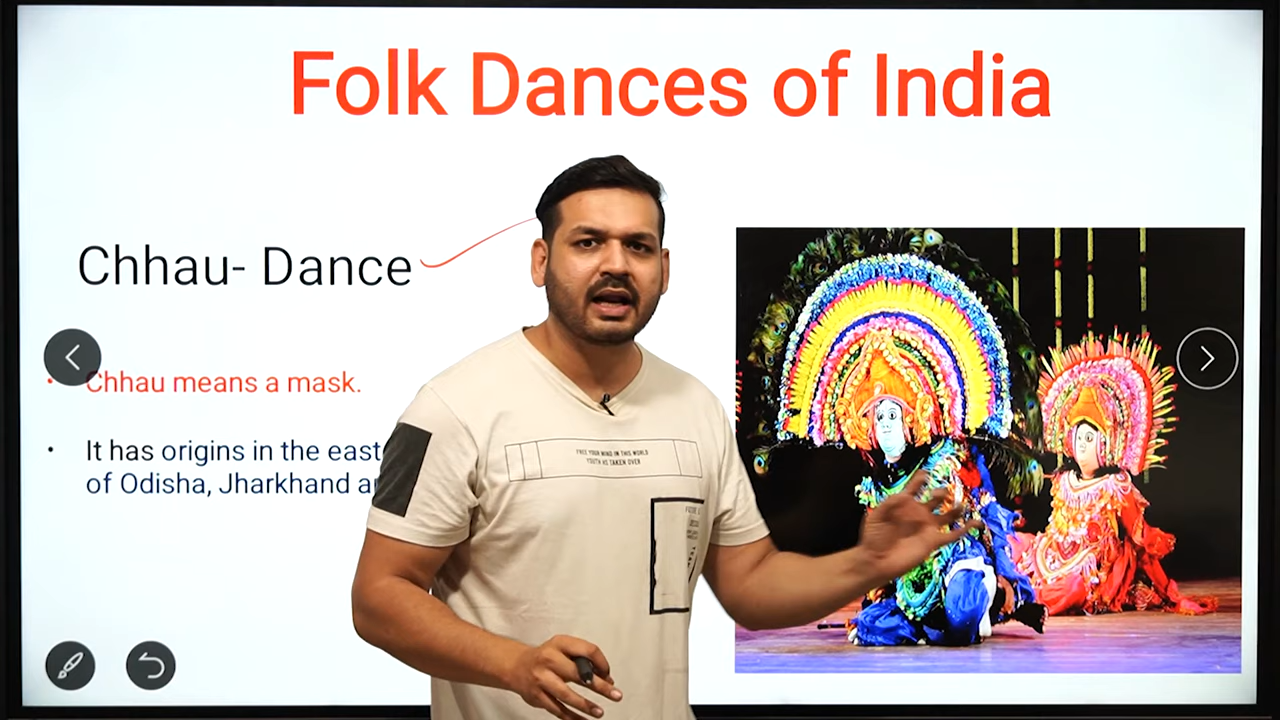 Folk Dances of India
Chhau- Dance
• Chhau means a mask.
• It has origins in the east
of Odisha, Jharkhand a
FREE YOUR MIND IN THIS WORLD
YOUTH HAS TAKEN OVER